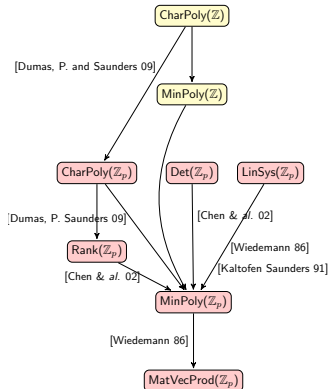 CharPoly(ℤ)
[Dumas, P. and Saunders 09]
MinPoly(ℤ)
CharPoly(ℤₚ)
Det(ℤₚ)
LinSys(ℤₚ)
[Dumas, P. Saunders 09]
[Chen & al. 02]
Rank(ℤₚ)
[Wiedemann 86]
[Chen & al. 02]
[Kaltofen Saunders 91]
MinPoly(ℤₚ)
[Wiedemann 86]
MatVecProd(ℤₚ)